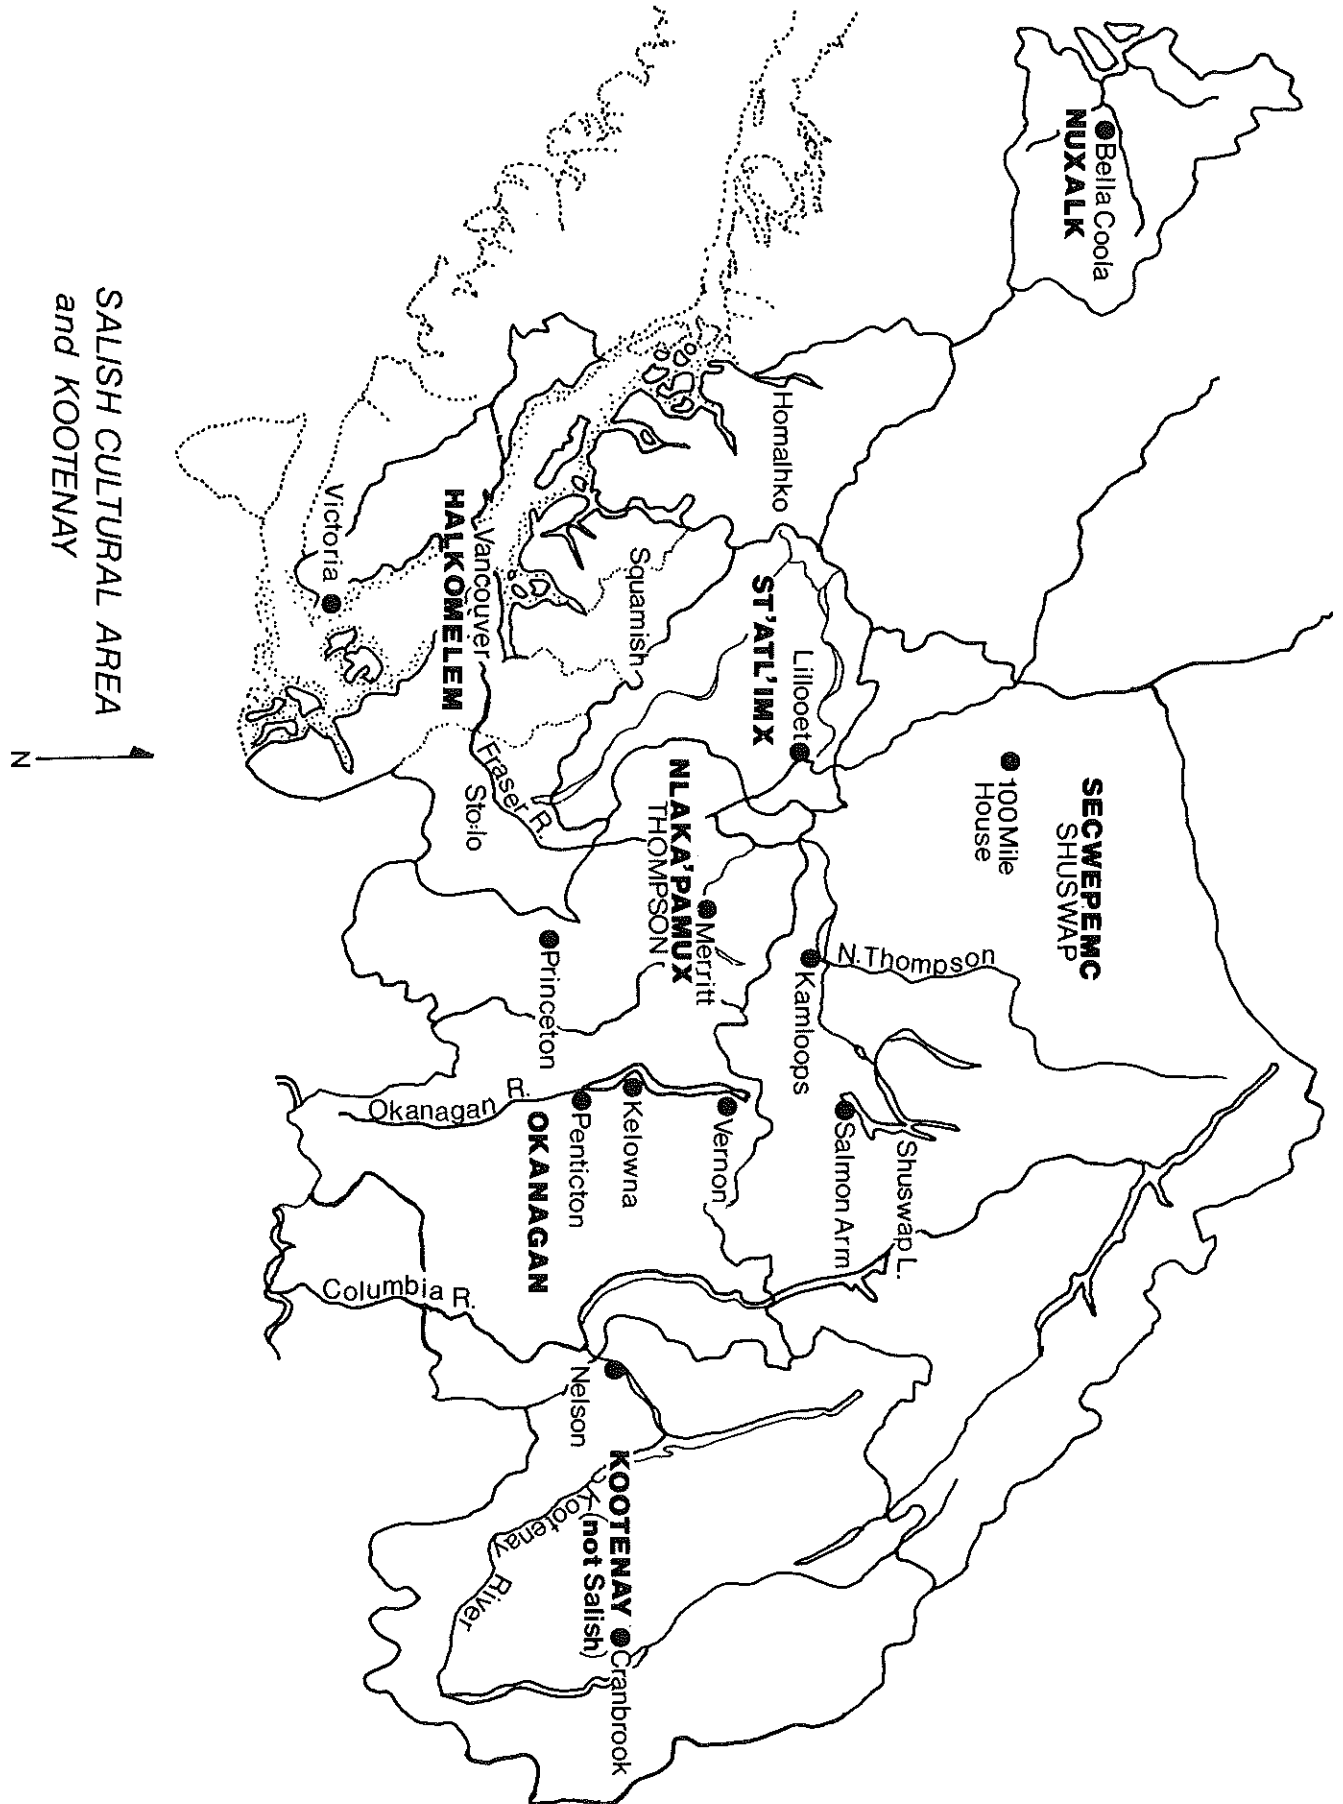 Bella Coola
NUXALK
SECWEPEMC
SHUSWAP
100 Mile
House
Homalhko
ST'ATL'IMX
Lillooet
N. Thompson
Kamloops
Shuswap L.
Salmon Arm
Squamish
NLAKA'PAMUX
THOMPSON
Merritt
Vernon
Kelowna
Penticton
Vancouver
HALKOMELEM
Fraser R.
Sto:lo
Princeton
OKANAGAN
Okanagan R.
Columbia R.
Nelson
KOOTENAY
(not Salish)
Cranbrook
Kootenay River
Victoria
SALISH CULTURAL AREA
and KOOTENAY
N